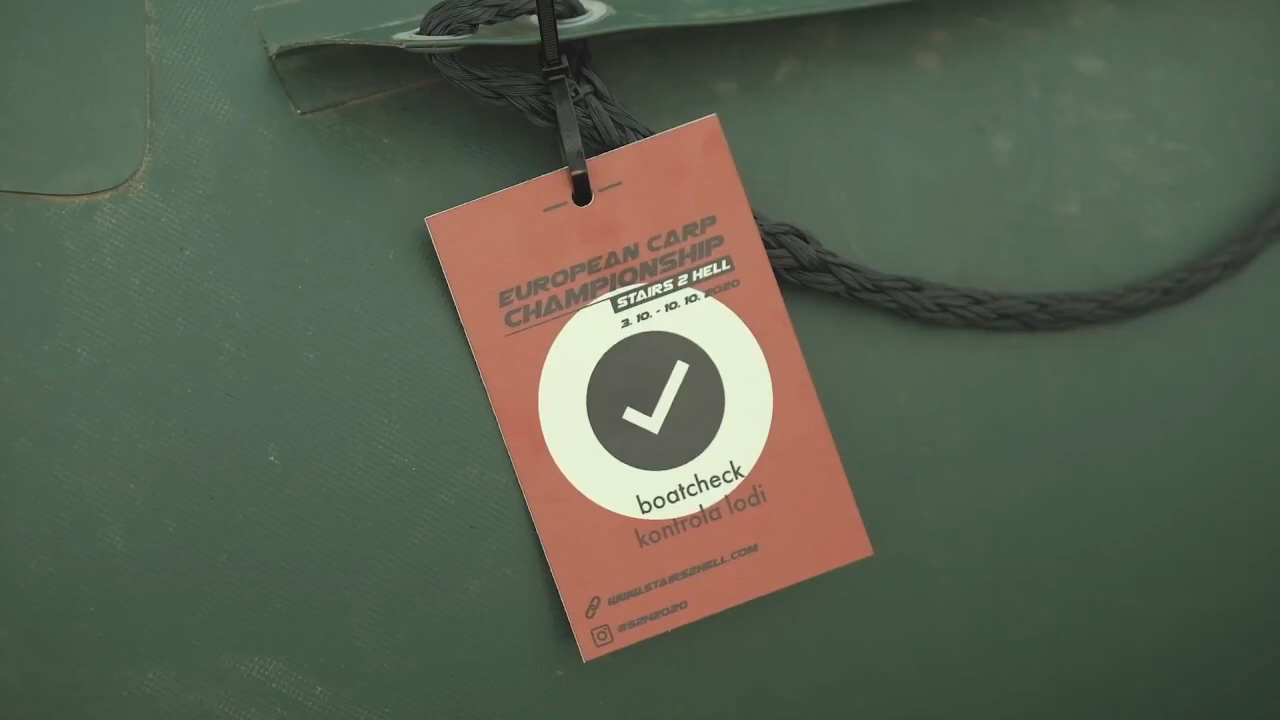 EUROPEAN CARP
CHAMPIONSHIP
STAIRS 2 HELL
3. 10. - 10. 10. 2020
boatcheck
kontrola lodi
WWW.STAIRS2HELL.COM
#S2H2020